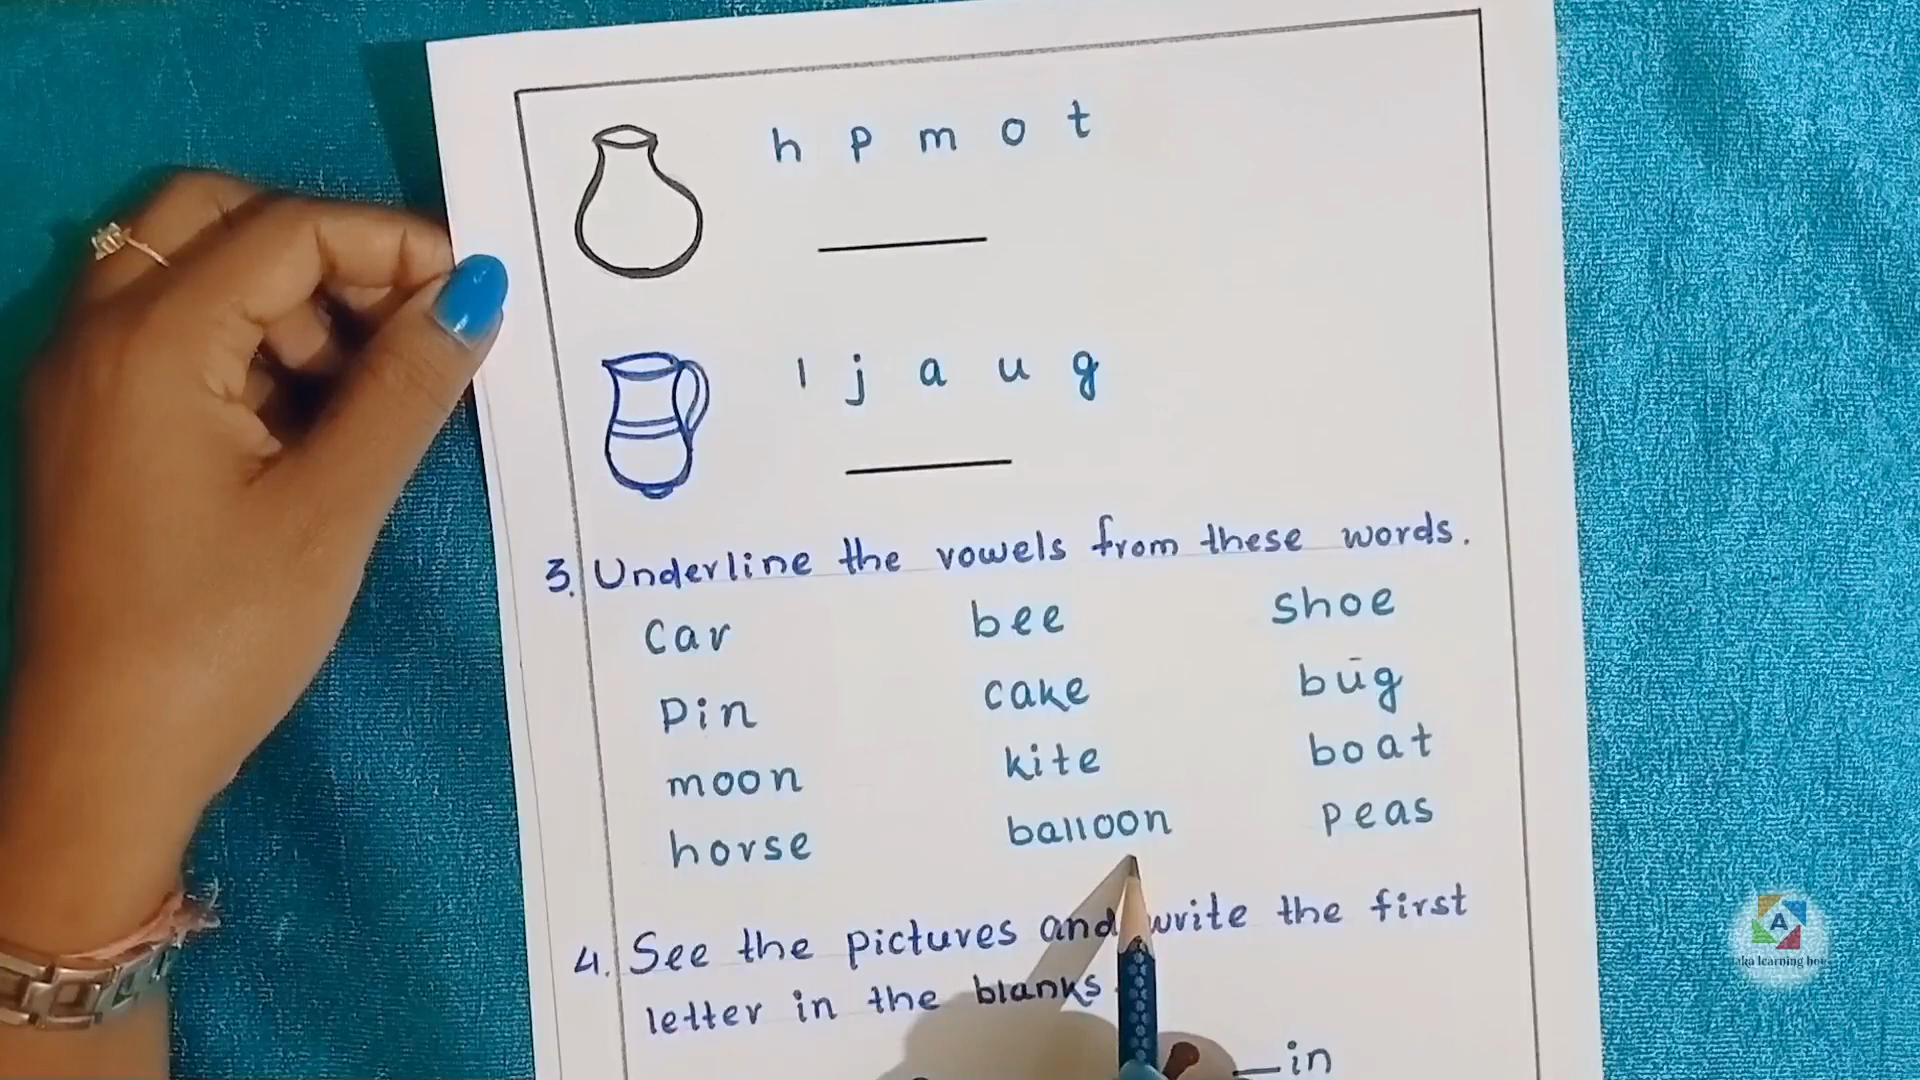 h p m o t
l j a u g
3. Underline the vowels from these words.
Car bee Shoe
Pin cake bug
moon kite boat
horse balloon peas
4. See the pictures and write the first
letter in the blanks.
_in
A